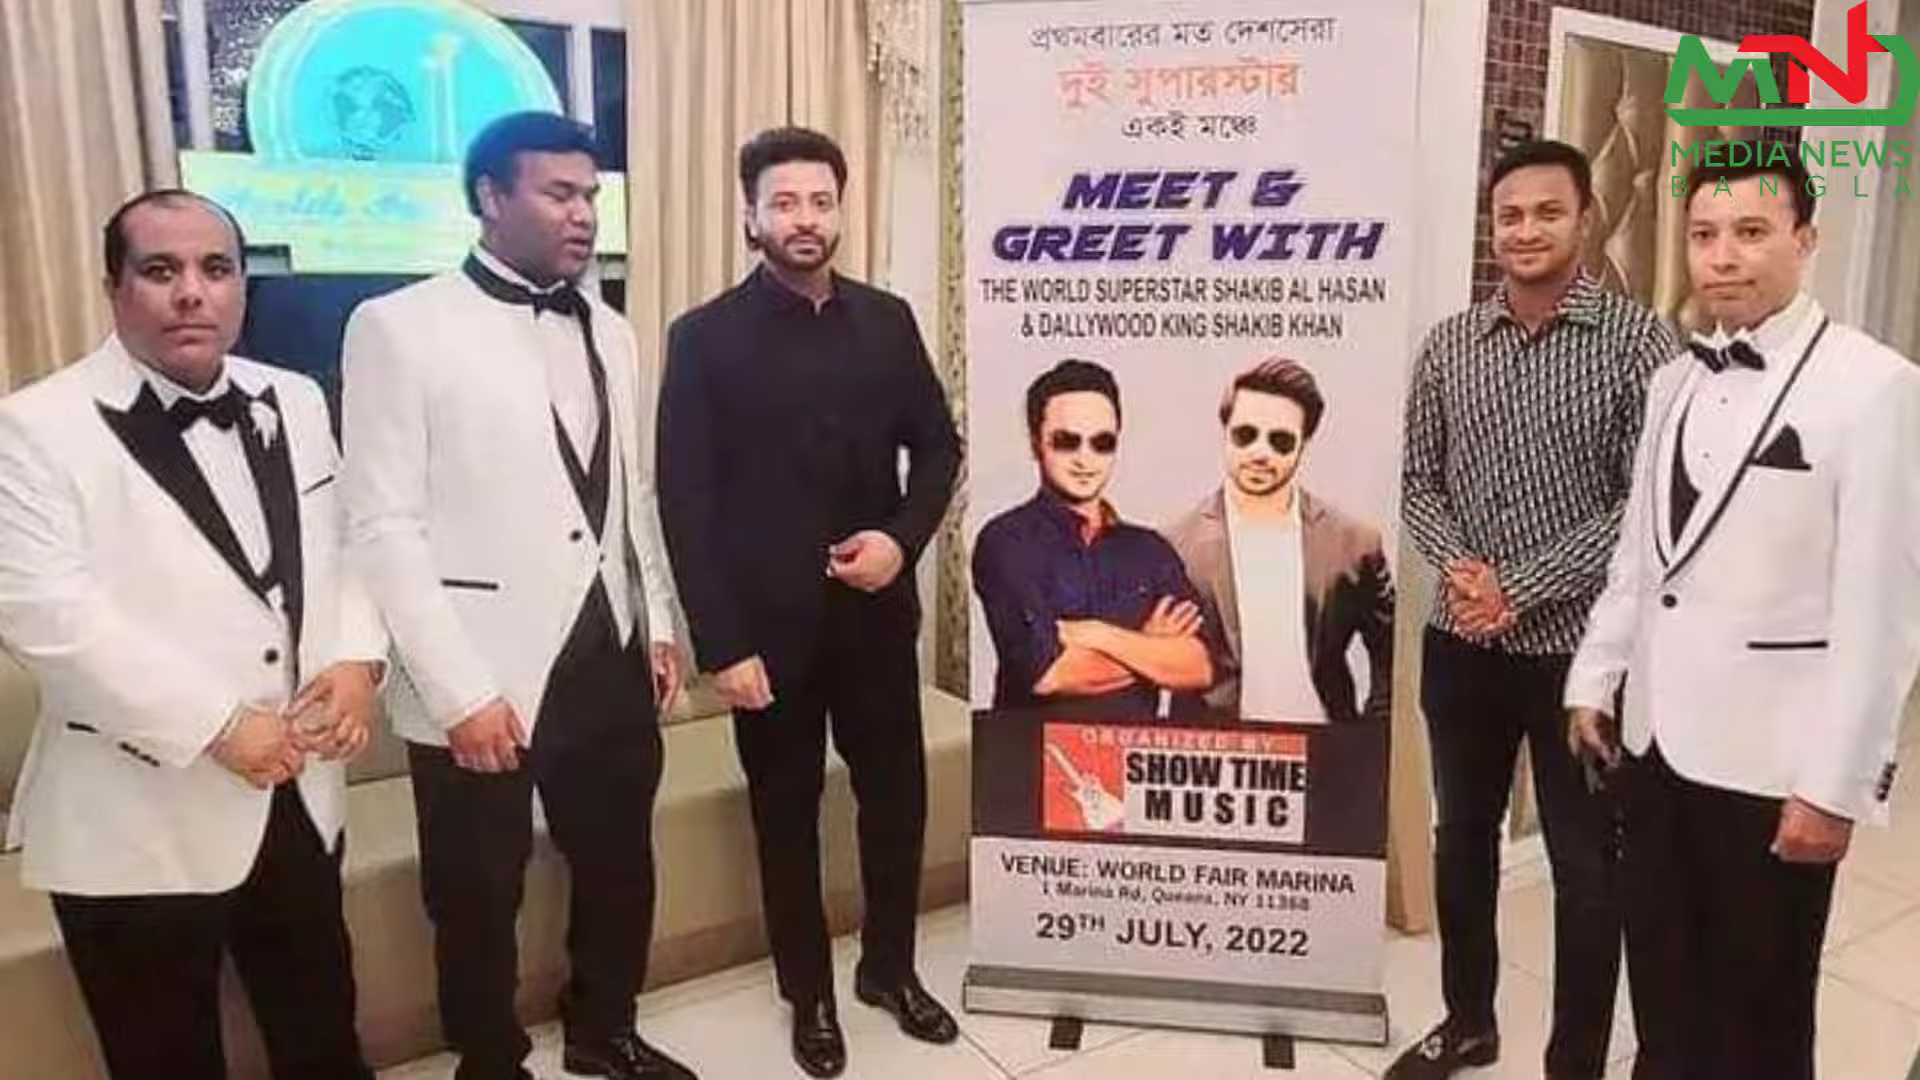 প্রথমবারের মত দেশসেরা
দুই সুপারস্টার
একই মঞ্চে
MEET &
GREET WITH
THE WORLD SUPERSTAR SHAKIB AL HASAN
& DALLYWOOD KING SHAKIB KHAN
ORGANIZED BY
SHOW TIME
MUSIC
VENUE: WORLD FAIR MARINA
1 Marina Rd, Queens, NY 11368
29TH JULY, 2022
MNB
MEDIA NEWS
BANGLA